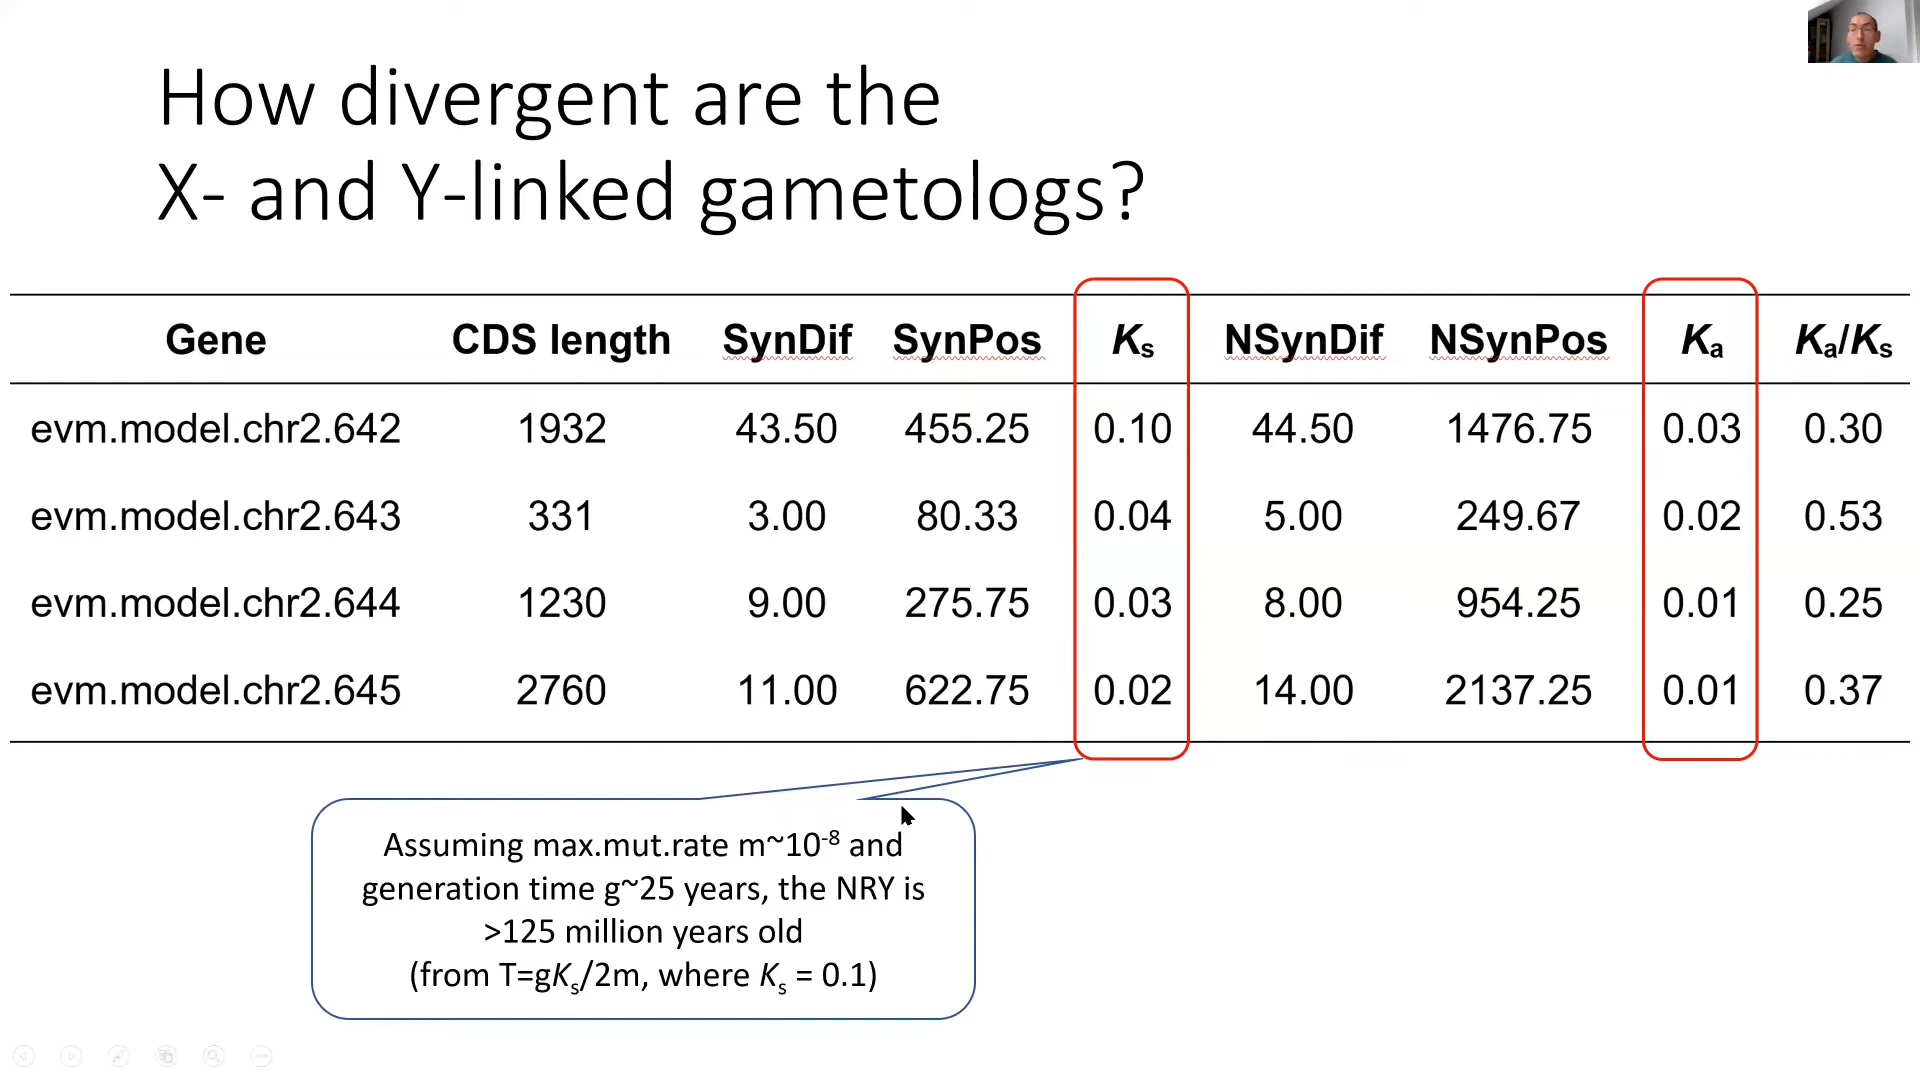 How divergent are the
X- and Y-linked gametologs?
Gene CDS length SynDif SynPos Ks NSynDif NSynPos Ka Ka/Ks
evm.model.chr2.642 1932 43.50 455.25 0.10 44.50 1476.75 0.03 0.30
evm.model.chr2.643 331 3.00 80.33 0.04 5.00 249.67 0.02 0.53
evm.model.chr2.644 1230 9.00 275.75 0.03 8.00 954.25 0.01 0.25
evm.model.chr2.645 2760 11.00 622.75 0.02 14.00 2137.25 0.01 0.37
Assuming max.mut.rate m~10-8 and
generation time g~25 years, the NRY is
>125 million years old
(from T=gKs/2m, where Ks = 0.1)